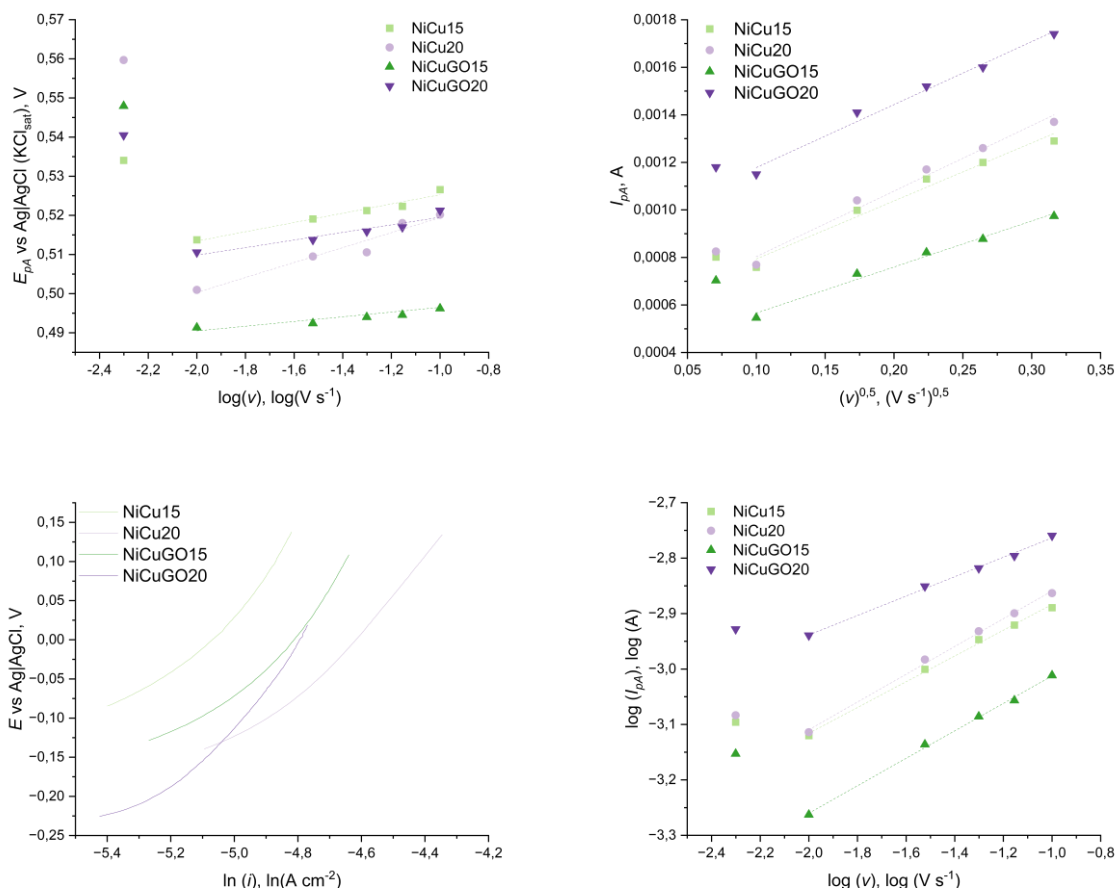 0,57
0,56
0,55
0,54
0,53
0,52
0,51
0,50
0,49
E_pA vs Ag|AgCl (KCl_sat), V
NiCu15
NiCu20
NiCuGO15
NiCuGO20
-2,4 -2,2 -2,0 -1,8 -1,6 -1,4 -1,2 -1,0 -0,8
log(v), log(V s⁻¹)
0,0018
0,0016
0,0014
0,0012
0,0010
0,0008
0,0006
0,0004
I_pA, A
NiCu15
NiCu20
NiCuGO15
NiCuGO20
0,05 0,10 0,15 0,20 0,25 0,30 0,35
(v)^0,5, (V s⁻¹)^0,5
0,15
0,10
0,05
0,00
−0,05
−0,10
−0,15
−0,20
−0,25
E vs Ag|AgCl, V
NiCu15
NiCu20
NiCuGO15
NiCuGO20
−5,4 −5,2 −5,0 −4,8 −4,6 −4,4 −4,2
ln (i), ln(A cm⁻²)
−2,7
−2,8
−2,9
−3,0
−3,1
−3,2
−3,3
log (I_pA), log (A)
NiCu15
NiCu20
NiCuGO15
NiCuGO20
−2,4 −2,2 −2,0 −1,8 −1,6 −1,4 −1,2 −1,0 −0,8
log (v), log (V s⁻¹)